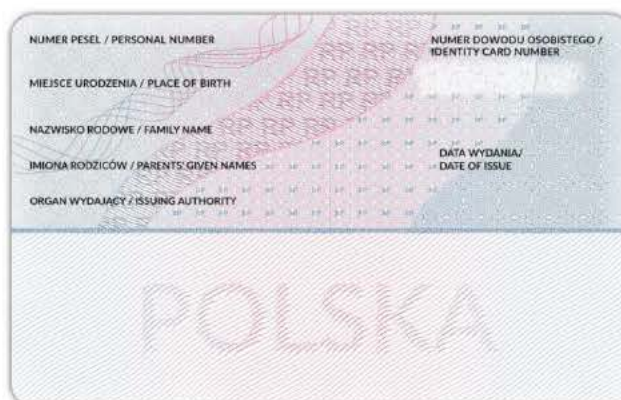 NUMER PESEL / PERSONAL NUMBER
NUMER DOWODU OSOBISTEGO /
IDENTITY CARD NUMBER
MIEJSCE URODZENIA / PLACE OF BIRTH
NAZWISKO RODOWE / FAMILY NAME
IMIONA RODZICÓW / PARENTS' GIVEN NAMES
DATA WYDANIA/
DATE OF ISSUE
ORGAN WYDAJĄCY / ISSUING AUTHORITY
POLSKA